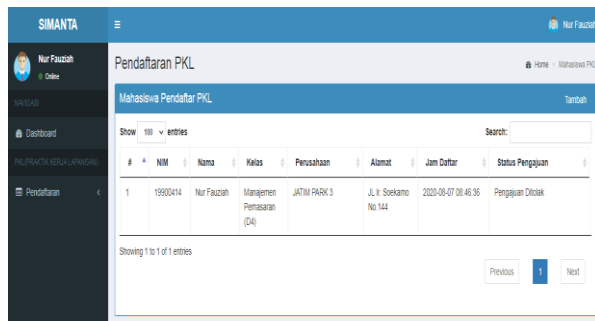 SIMANTA
Nur Fauziah
Nur Fauziah
Online
Pendaftaran PKL
Home > Mahasiswa PKL
NAVIGASI
Mahasiswa Pendaftar PKL
Tambah
Dashboard
Show 100 entries
Search:
PKL(PRAKTIK KERJA LAPANGAN)
# NIM Nama Kelas Perusahaan Alamat Jam Daftar Status Pengajuan
Pendaftaran
1 19900414 Nur Fauziah Manajemen JATIM PARK 3 JL Ir. Soekarno 2020-08-07 08:46:36 Pengajuan Ditolak
Pemasaran No.144
(D4)
Showing 1 to 1 of 1 entries
Previous 1 Next